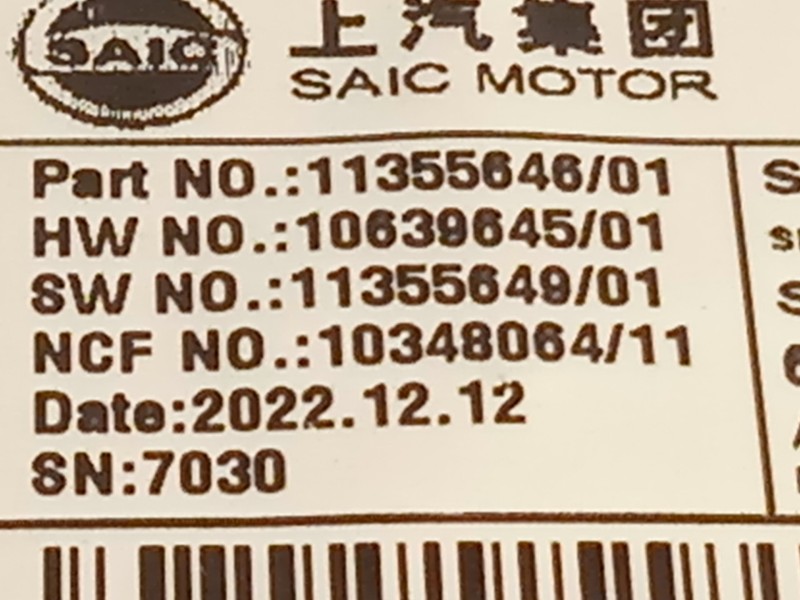 SAIC
上汽集团
SAIC MOTOR
Part NO.:11355646/01
HW NO.:10639645/01
SW NO.:11355649/01
NCF NO.:10348064/11
Date:2022.12.12
SN:7030